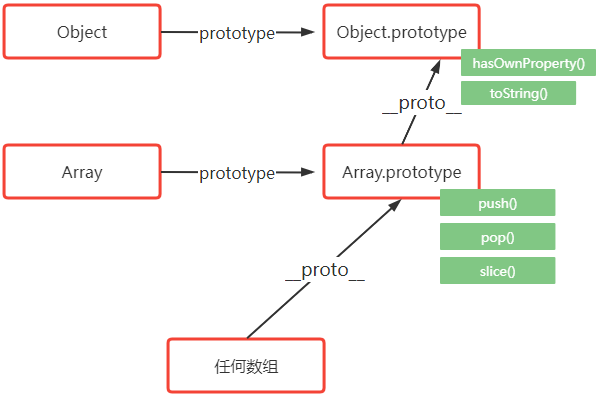 Object
prototype
Object.prototype
hasOwnProperty()
toString()
__proto__
Array
prototype
Array.prototype
push()
pop()
slice()
__proto__
任何数组